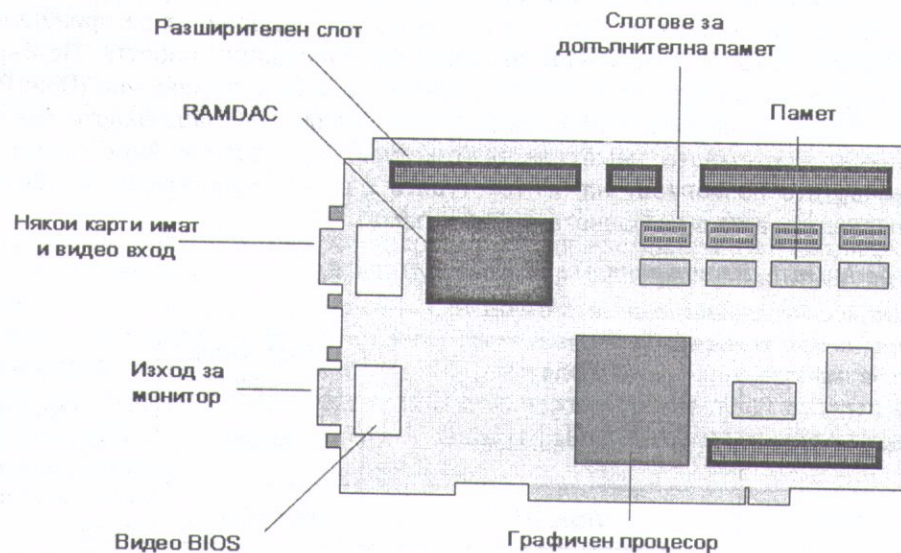 Разширителен слот
Слотове за
допълнителна памет
RAMDAC
Памет
Някои карти имат
и видео вход
Изход за
монитор
Видео BIOS
Графичен процесор